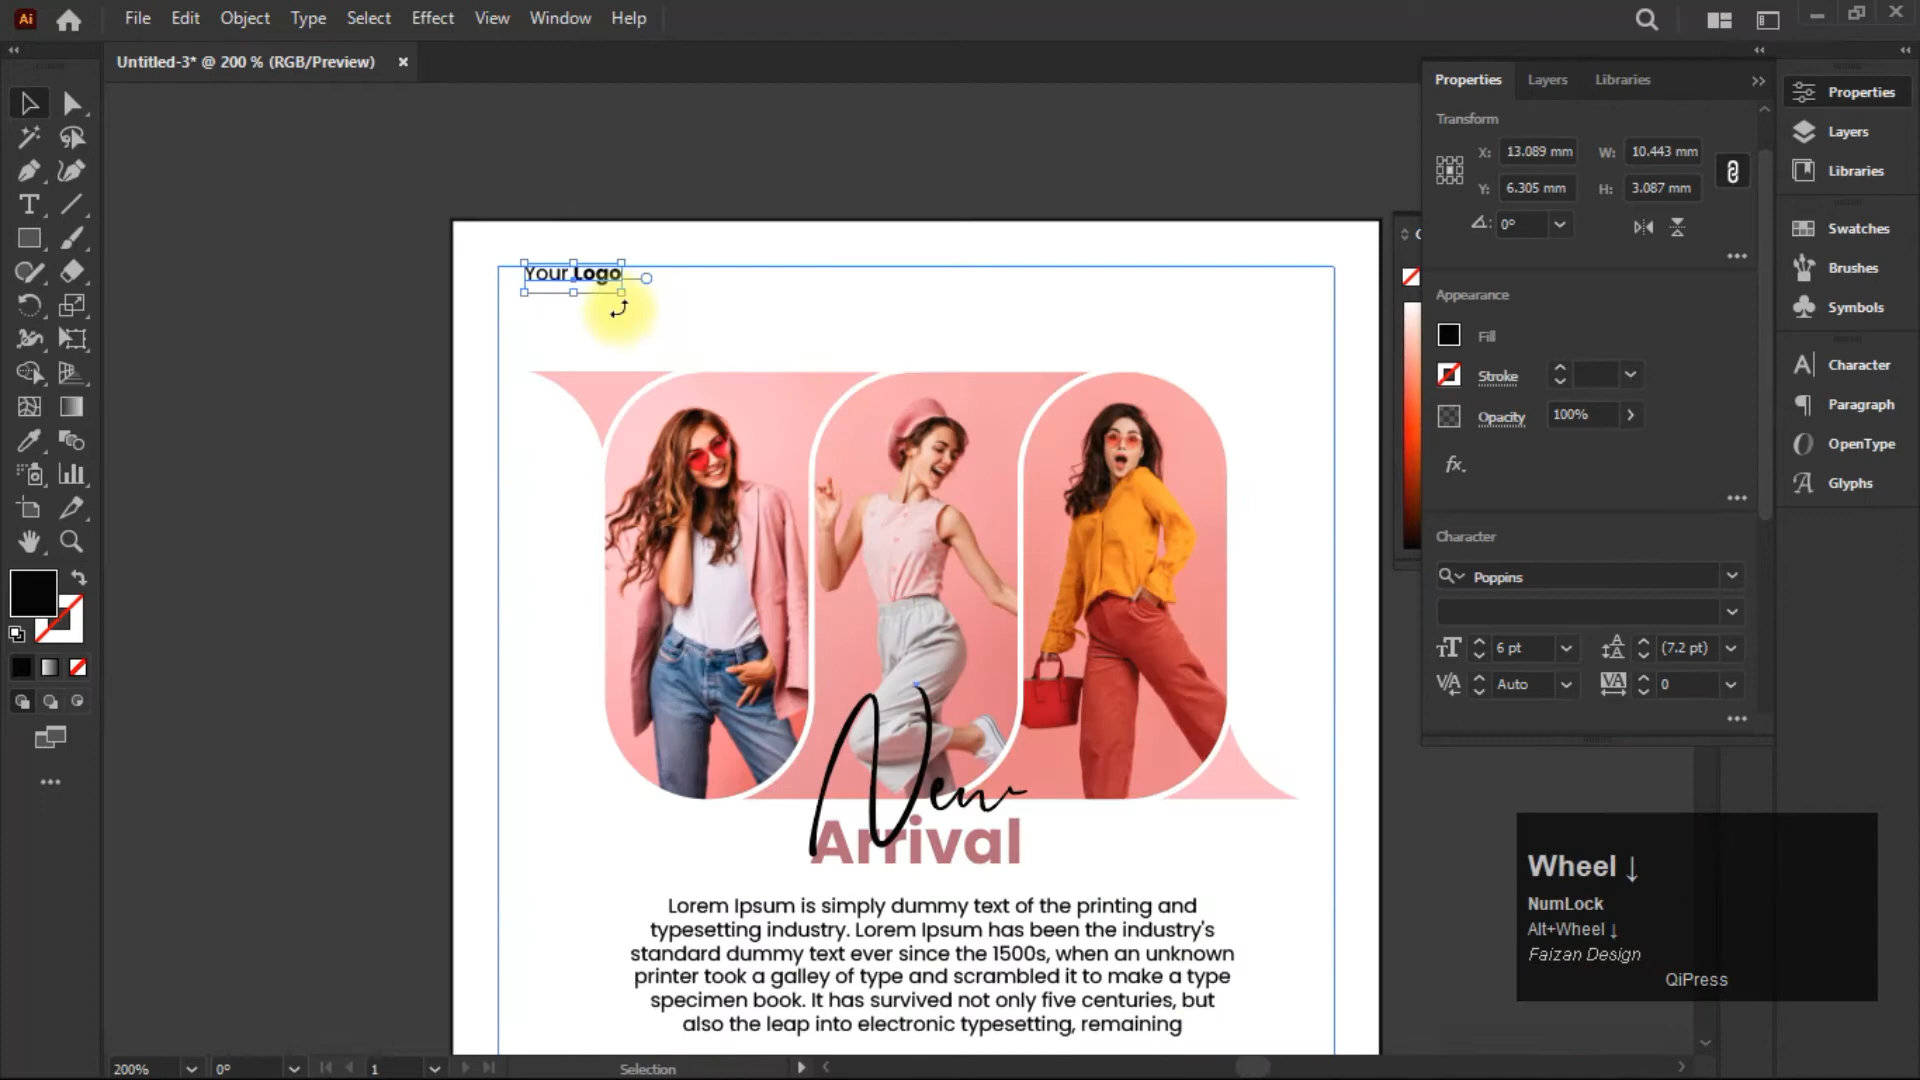 Ai File Edit Object Type Select Effect View Window Help
Untitled-3* @ 200 % (RGB/Preview)
Properties Layers Libraries
Transform
X: 13.089 mm W: 10.443 mm
Y: 6.305 mm H: 3.087 mm
0°
Appearance
Fill
Stroke
Opacity 100%
fx.
Character
Poppins
6 pt (7.2 pt)
Auto 0
Properties
Layers
Libraries
Swatches
Brushes
Symbols
Character
Paragraph
OpenType
Glyphs
Your Logo
New
Arrival
Lorem Ipsum is simply dummy text of the printing and
typesetting industry. Lorem Ipsum has been the industry's
standard dummy text ever since the 1500s, when an unknown
printer took a galley of type and scrambled it to make a type
specimen book. It has survived not only five centuries, but
also the leap into electronic typesetting, remaining
Wheel ↓
NumLock
Alt+Wheel ↓
Faizan Design
QiPress
200% 0° 1 Selection